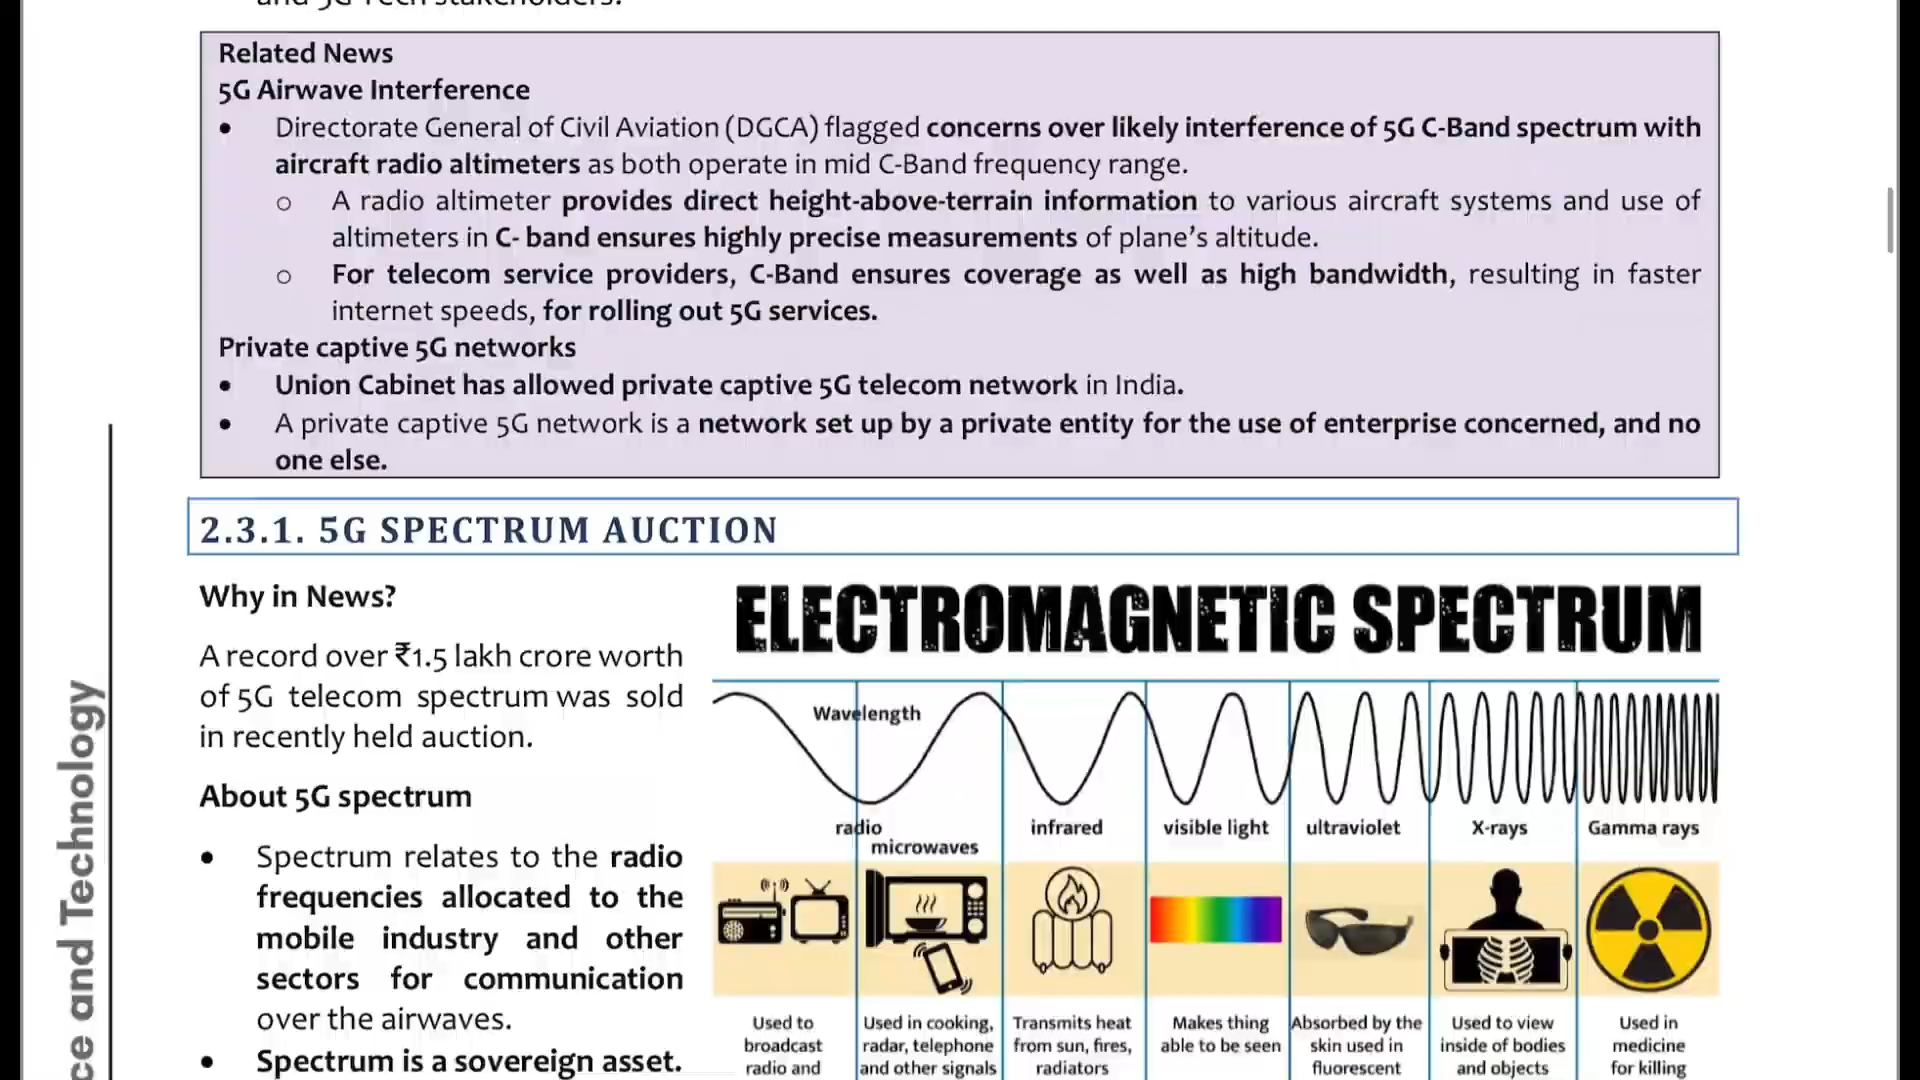 and 5G Tech stakeholders.
Related News
5G Airwave Interference
• Directorate General of Civil Aviation (DGCA) flagged concerns over likely interference of 5G C-Band spectrum with
aircraft radio altimeters as both operate in mid C-Band frequency range.
o A radio altimeter provides direct height-above-terrain information to various aircraft systems and use of
altimeters in C- band ensures highly precise measurements of plane's altitude.
o For telecom service providers, C-Band ensures coverage as well as high bandwidth, resulting in faster
internet speeds, for rolling out 5G services.
Private captive 5G networks
• Union Cabinet has allowed private captive 5G telecom network in India.
• A private captive 5G network is a network set up by a private entity for the use of enterprise concerned, and no
one else.
2.3.1. 5G SPECTRUM AUCTION
Why in News?
A record over ₹1.5 lakh crore worth
of 5G telecom spectrum was sold
in recently held auction.
About 5G spectrum
• Spectrum relates to the radio
frequencies allocated to the
mobile industry and other
sectors for communication
over the airwaves.
• Spectrum is a sovereign asset.
ELECTROMAGNETIC SPECTRUM
Wavelength
radio
microwaves
infrared
visible light
ultraviolet
X-rays
Gamma rays
Used to
broadcast
radio and
Used in cooking,
radar, telephone
and other signals
Transmits heat
from sun, fires,
radiators
Makes thing
able to be seen
Absorbed by the
skin used in
fluorescent
Used to view
inside of bodies
and objects
Used in
medicine
for killing
ce and Technology